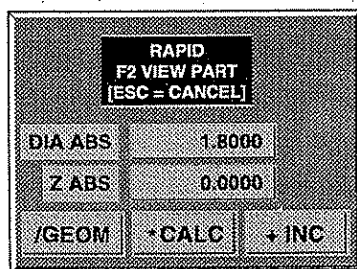 RAPID
F2 VIEW PART
[ESC = CANCEL]
DIA ABS 1.8000
Z ABS 0.0000
/GEOM *CALC + INC